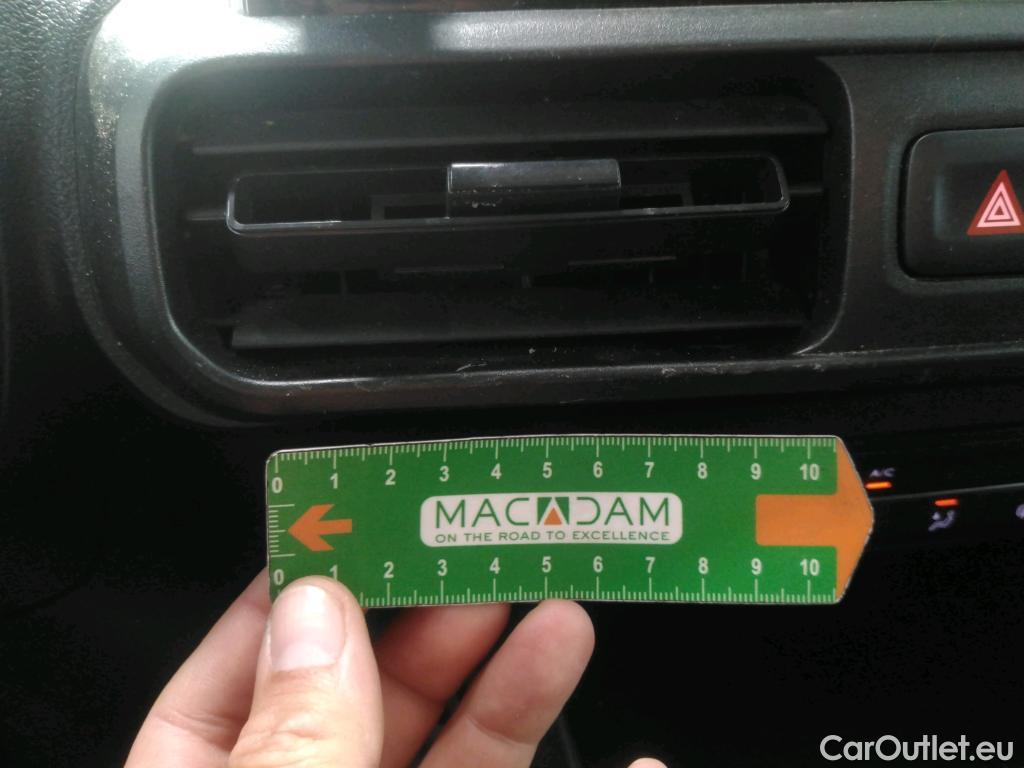 0 1 2 3 4 5 6 7 8 9 10
MACADAM
ON THE ROAD TO EXCELLENCE
0 1 2 3 4 5 6 7 8 9 10
A/C
CarOutlet.eu